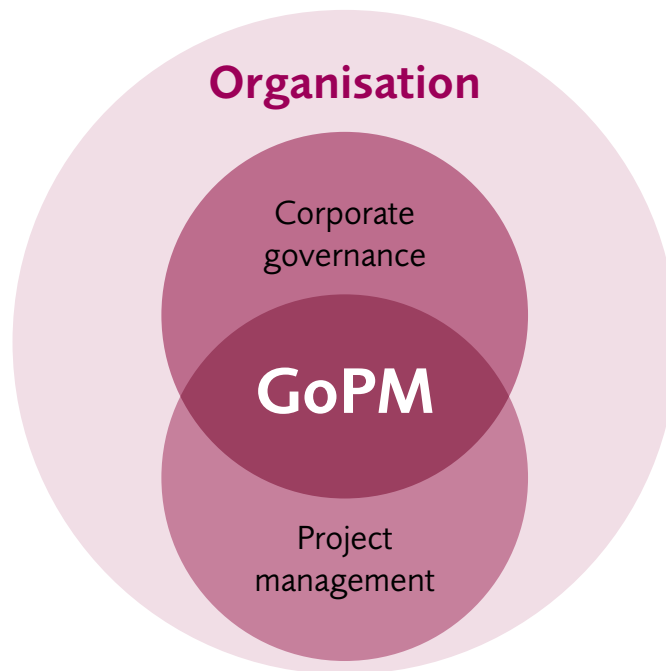 Organisation
Corporate
governance
GoPM
Project
management